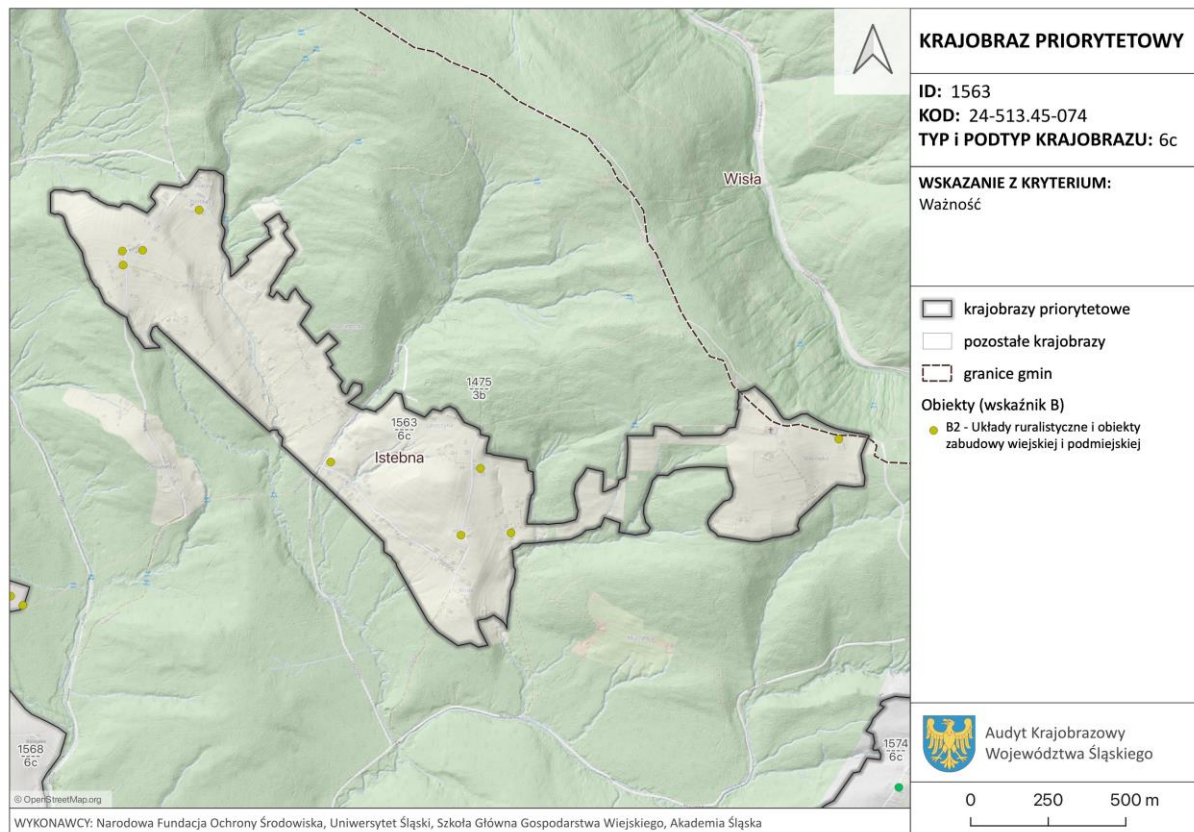 Wisła
1475
3b
1563
6c
Istebna
1568
6c
1574
6c
© OpenStreetMap.org
WYKONAWCY: Narodowa Fundacja Ochrony Środowiska, Uniwersytet Śląski, Szkoła Główna Gospodarstwa Wiejskiego, Akademia Śląska
KRAJOBRAZ PRIORYTETOWY
ID: 1563
KOD: 24-513.45-074
TYP i PODTYP KRAJOBRAZU: 6c
WSKAZANIE Z KRYTERIUM:
Ważność
krajobrazy priorytetowe
pozostałe krajobrazy
granice gmin
Obiekty (wskaźnik B)
B2 - Układy ruralistyczne i obiekty
zabudowy wiejskiej i podmiejskiej
Audyt Krajobrazowy
Województwa Śląskiego
0 250 500 m